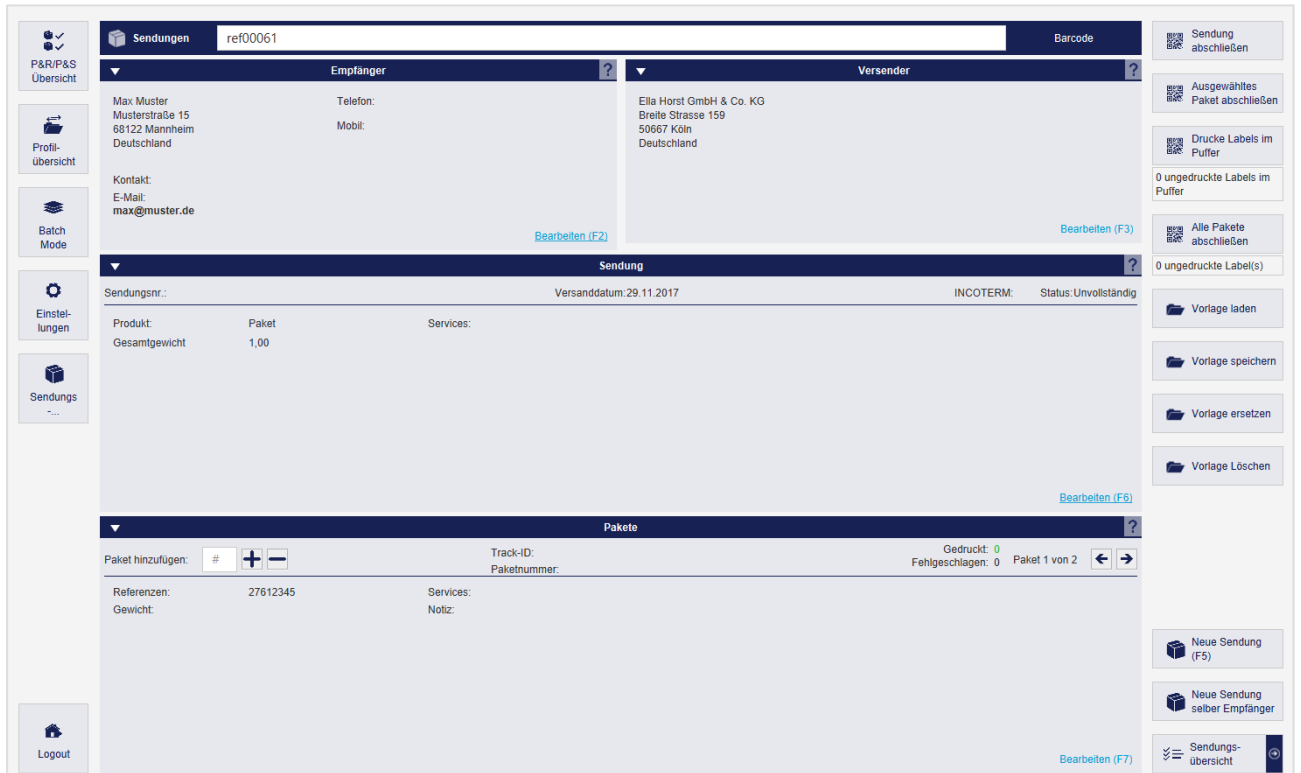 P&R/P&S
Übersicht
Profil-
übersicht
Batch
Mode
Einstel-
lungen
Sendungs
-...
Logout
Sendungen ref00061 Barcode
Empfänger ?
Max Muster
Musterstraße 15
68122 Mannheim
Deutschland
Telefon:
Mobil:
Kontakt:
E-Mail:
max@muster.de
Bearbeiten (F2)
Versender ?
Ella Horst GmbH & Co. KG
Breite Strasse 159
50667 Köln
Deutschland
Bearbeiten (F3)
Sendung ?
Sendungsnr.: Versanddatum:29.11.2017 INCOTERM: Status:Unvollständig
Produkt: Paket Services:
Gesamtgewicht 1,00
Bearbeiten (F6)
Pakete ?
Paket hinzufügen: #
Track-ID:
Paketnummer:
Gedruckt: 0
Fehlgeschlagen: 0
Paket 1 von 2
Referenzen: 27612345 Services:
Gewicht: Notiz:
Bearbeiten (F7)
Sendung
abschließen
Ausgewähltes
Paket abschließen
Drucke Labels im
Puffer
0 ungedruckte Labels im
Puffer
Alle Pakete
abschließen
0 ungedruckte Label(s)
Vorlage laden
Vorlage speichern
Vorlage ersetzen
Vorlage Löschen
Neue Sendung
(F5)
Neue Sendung
selber Empfänger
Sendungs-
übersicht